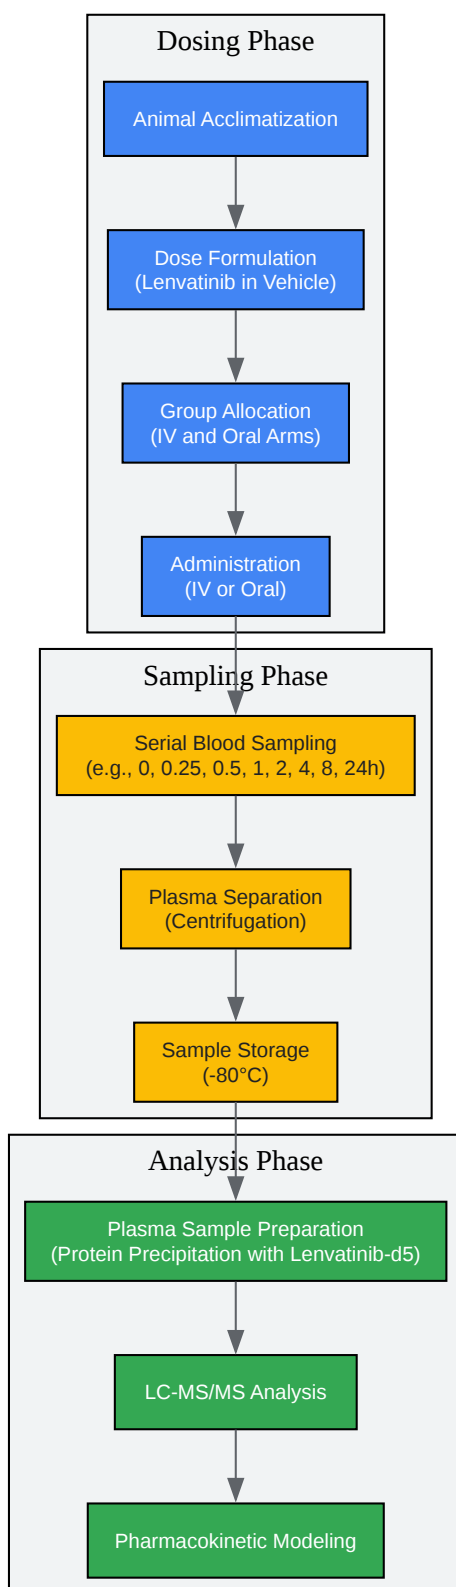 Dosing Phase
Animal Acclimatization
Dose Formulation
(Lenvatinib in Vehicle)
Group Allocation
(IV and Oral Arms)
Administration
(IV or Oral)
Sampling Phase
Serial Blood Sampling
(e.g., 0, 0.25, 0.5, 1, 2, 4, 8, 24h)
Plasma Separation
(Centrifugation)
Sample Storage
(-80°C)
Analysis Phase
Plasma Sample Preparation
(Protein Precipitation with Lenvatinib-d5)
LC-MS/MS Analysis
Pharmacokinetic Modeling